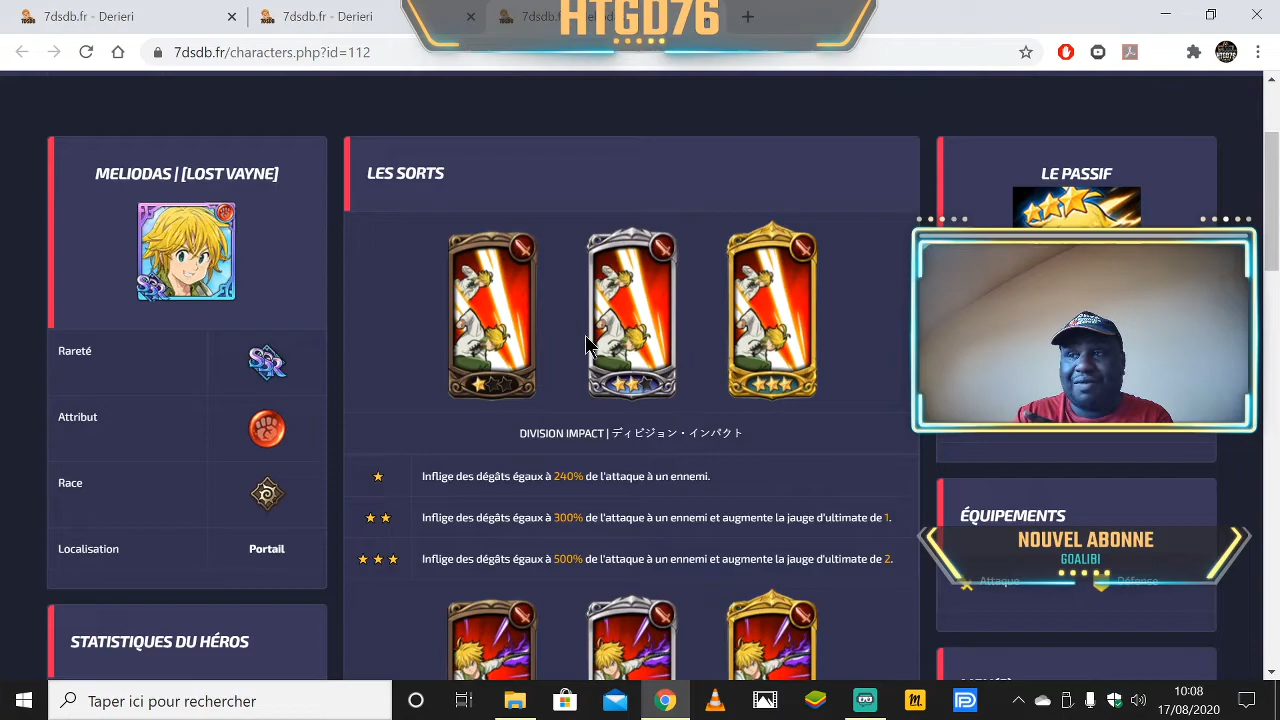 7dsdb.fr - Derieri
7dsdb.fr - Derieri
HTGD76
7dsdb.fr/characters.php?id=112
MELIODAS | [LOST VAYNE]
SSR
Rareté
SSR
Attribut
Race
Localisation
Portail
STATISTIQUES DU HÉROS
LES SORTS
DIVISION IMPACT | ディビジョン・インパクト
Inflige des dégâts égaux à 240% de l'attaque à un ennemi.
Inflige des dégâts égaux à 300% de l'attaque à un ennemi et augmente la jauge d'ultimate de 1.
Inflige des dégâts égaux à 500% de l'attaque à un ennemi et augmente la jauge d'ultimate de 2.
LE PASSIF
ÉQUIPEMENTS
NOUVEL ABONNE
GOALIBI
Attaque
Défense
Taper ici pour rechercher
10:08
17/08/2020